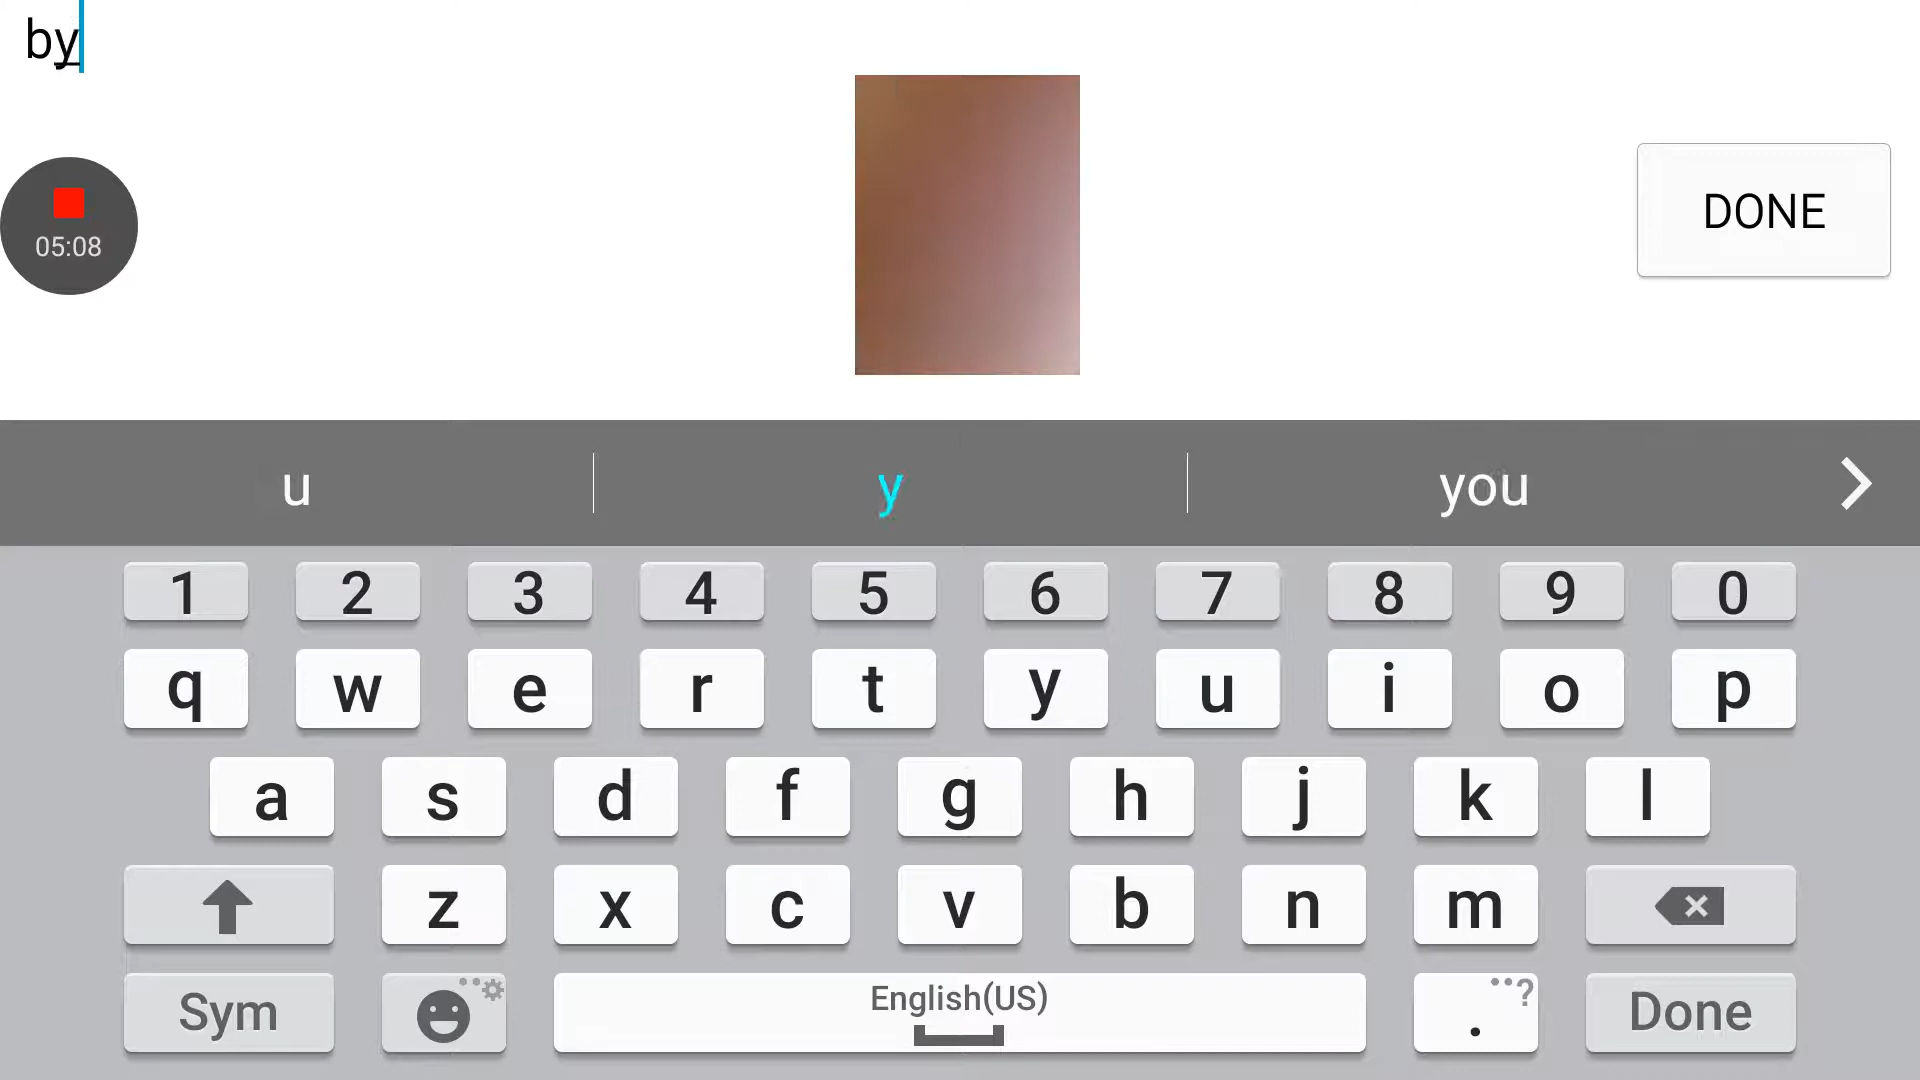 by
05:08
DONE
u
y
you
1 2 3 4 5 6 7 8 9 0
q w e r t y u i o p
a s d f g h j k l
z x c v b n m
Sym
English(US)
. ?
Done